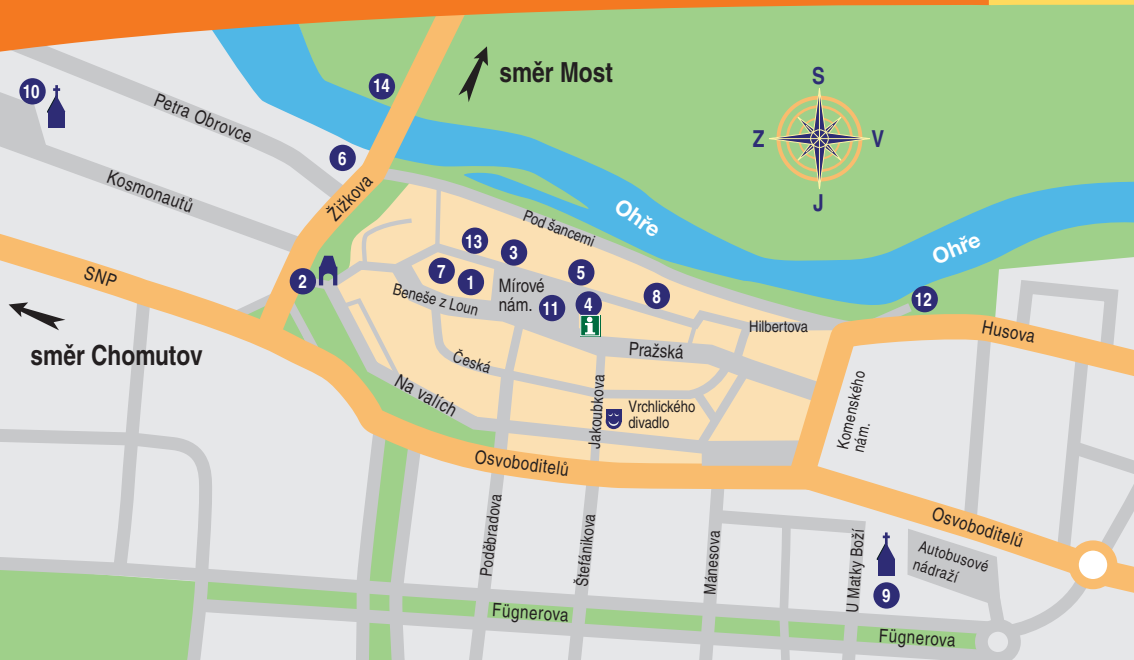 směr Most
S
Z
V
J
10
14
Petra Obrovce
6
Kosmonautů
Žižkova
Ohře
Pod šancemi
Ohře
13
3
SNP
2
7
1
5
Mírové
nám.
8
12
Beneše z Loun
11
4
i
Hilbertova
Husova
směr Chomutov
Česká
Pražská
Na valích
Jakoubkova
Vrchlického
divadlo
Komenského
nám.
Osvoboditelů
Poděbradova
Štefánikova
Mánesova
U Matky Boží
Osvoboditelů
Autobusové
nádraží
9
Fügnerova
Fügnerova